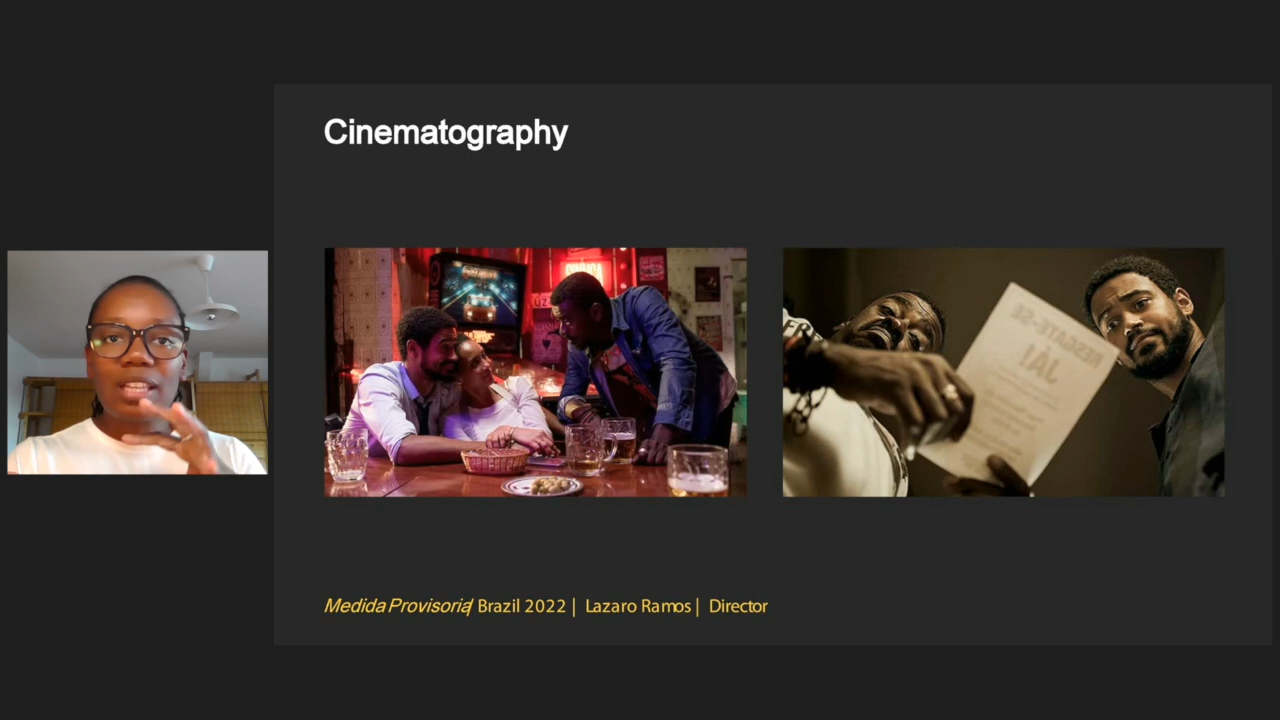 Cinematography
RESGATE-SE
JÁ!
Medida Provisoria| Brazil 2022 | Lazaro Ramos | Director